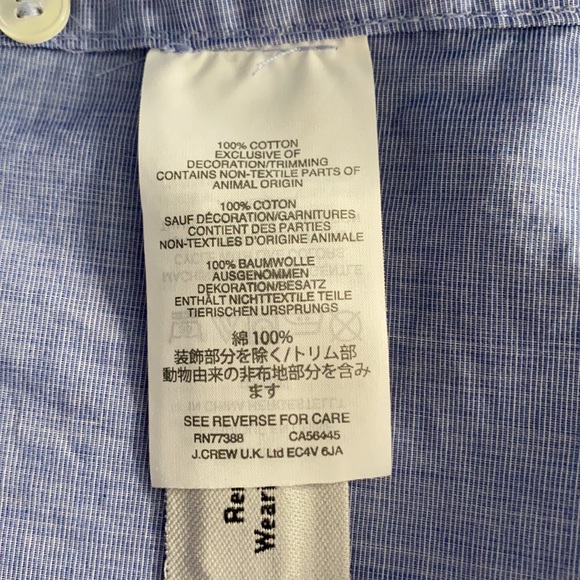 100% COTTON
EXCLUSIVE OF
DECORATION/TRIMMING
CONTAINS NON-TEXTILE PARTS OF
ANIMAL ORIGIN
100% COTON
SAUF DÉCORATION/GARNITURES
CONTIENT DES PARTIES
NON-TEXTILES D'ORIGINE ANIMALE
100% BAUMWOLLE
AUSGENOMMEN
DEKORATION/BESATZ
ENTHÄLT NICHTTEXTILE TEILE
TIERISCHEN URSPRUNGS
綿100%
装飾部分を除く/トリム部
動物由来の非布地部分を含み
ます
SEE REVERSE FOR CARE
RN77388 CA56445
J.CREW U.K. Ltd EC4V 6JA